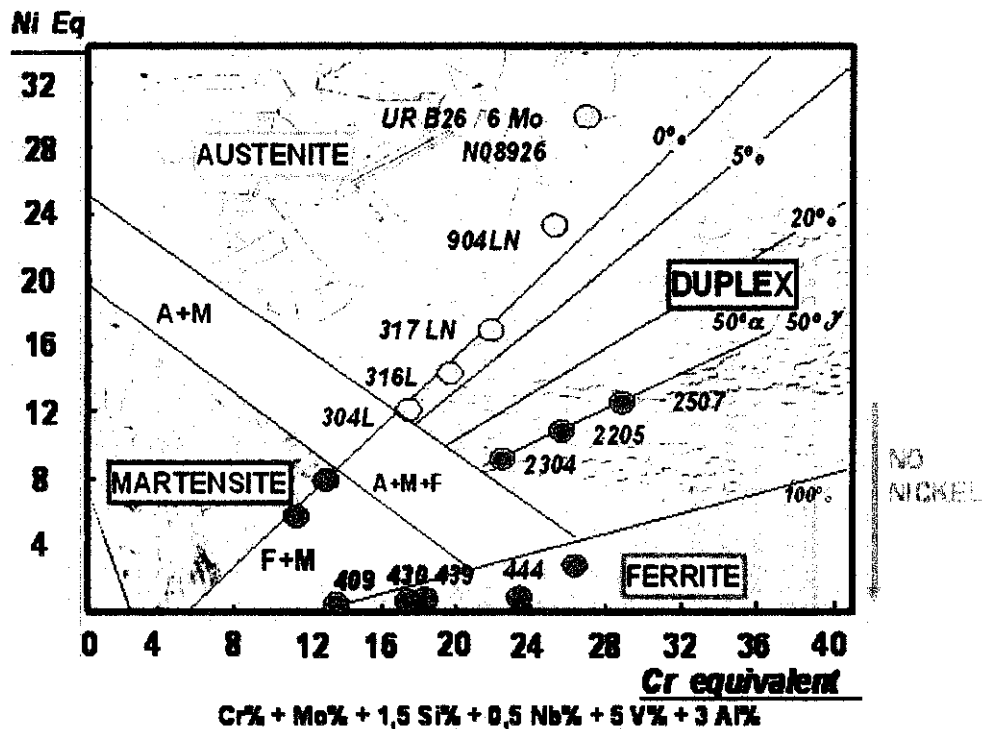 Ni Eq
32
28
24
20
16
12
8
4
UR B26 6 Mo
N08926
AUSTENITE
0%
5%
20%
904LN
DUPLEX
A+M
317 LN
50%α 50%γ
316L
304L
2507
2205
2304
MARTENSITE
A+M+F
100%
NO
NICKEL
F+M
409
430
439
444
FERRITE
0 4 8 12 16 20 24 28 32 36 40
Cr equivalent
Cr% + Mo% + 1,5 Si% + 0,5 Nb% + 5 V% + 3 Al%